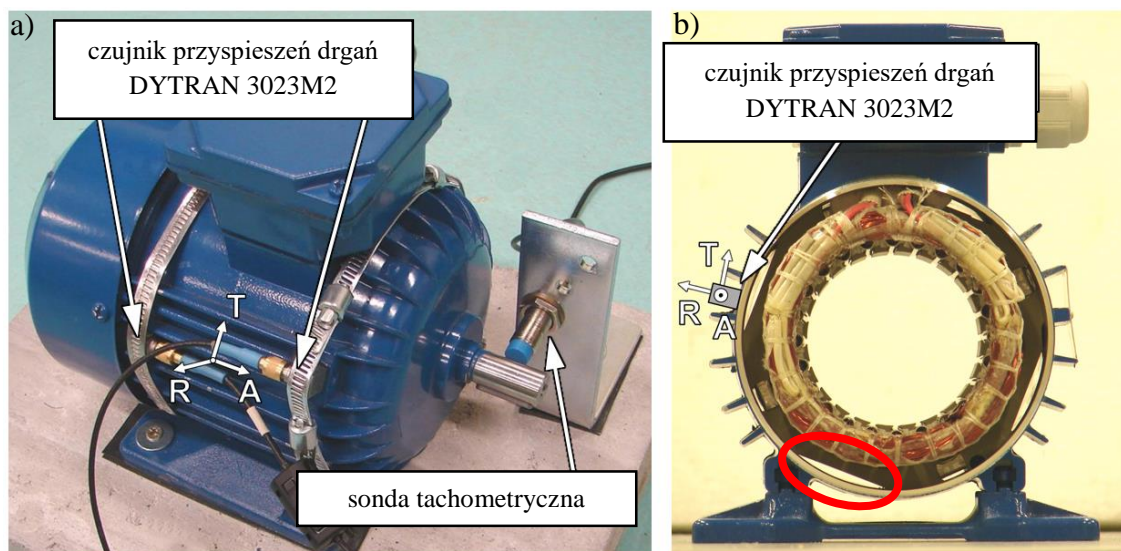 a)
czujnik przyspieszeń drgań
DYTRAN 3023M2
T
R
A
sonda tachometryczna
b)
czujnik przyspieszeń drgań
DYTRAN 3023M2
T
R
A